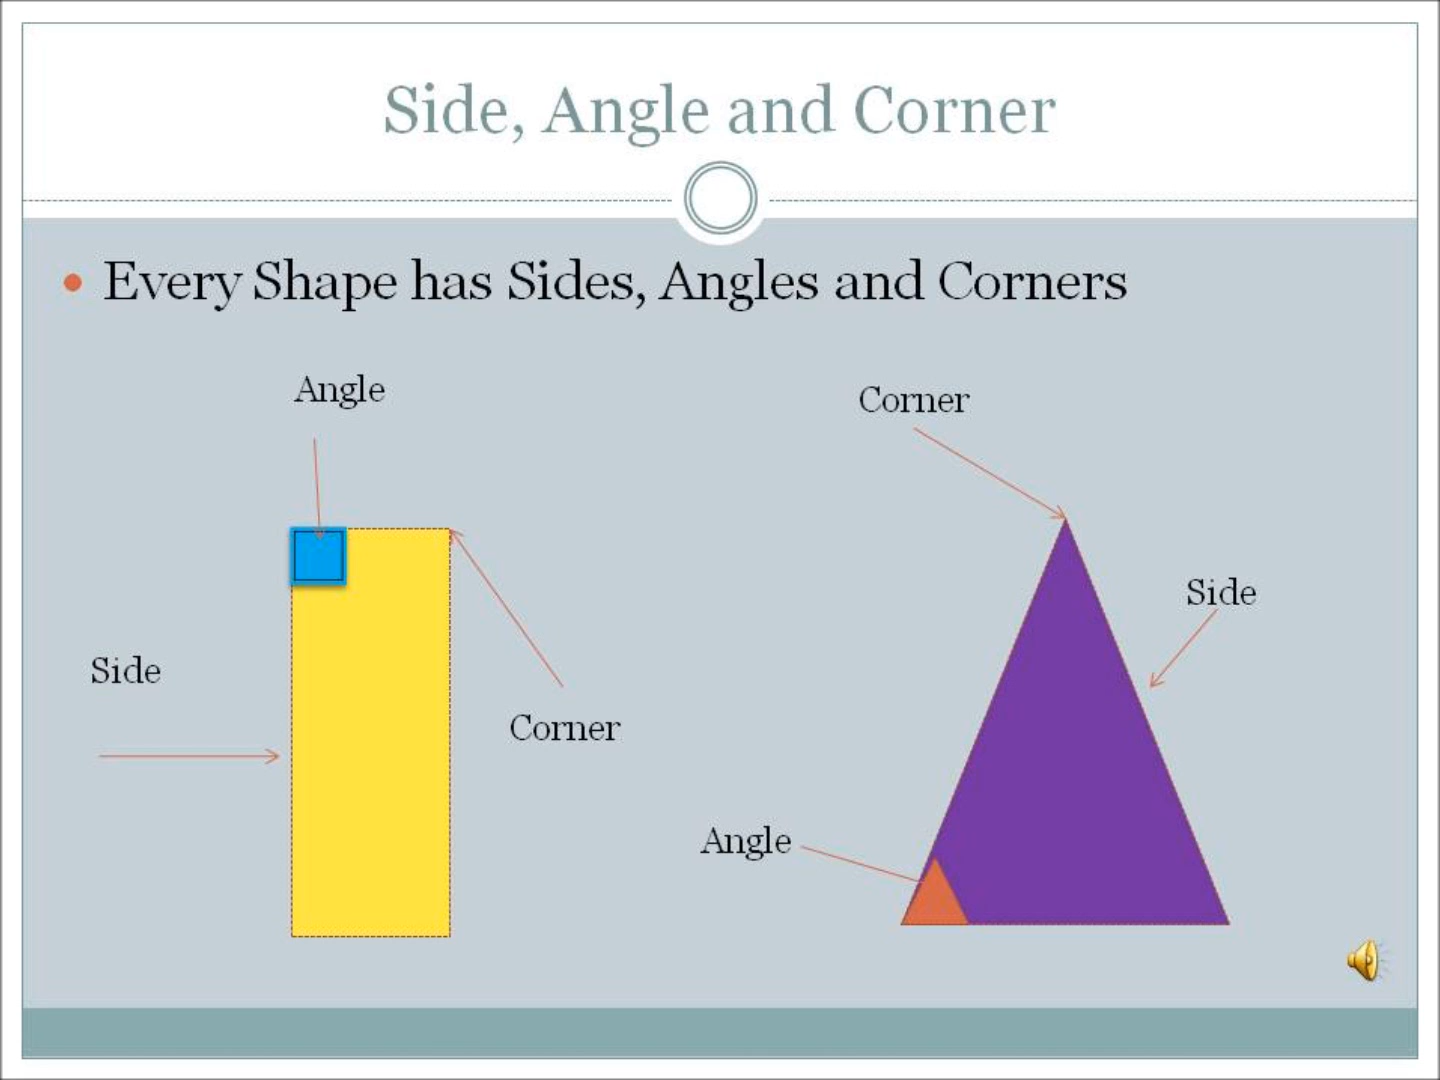 Side, Angle and Corner
Every Shape has Sides, Angles and Corners
Angle
Corner
Side
Side
Corner
Angle